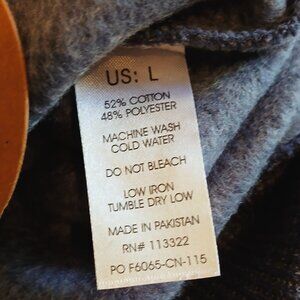 US: L
52% COTTON
48% POLYESTER
MACHINE WASH
COLD WATER
DO NOT BLEACH
LOW IRON
TUMBLE DRY LOW
MADE IN PAKISTAN
RN# 113322
PO F6065-CN-115